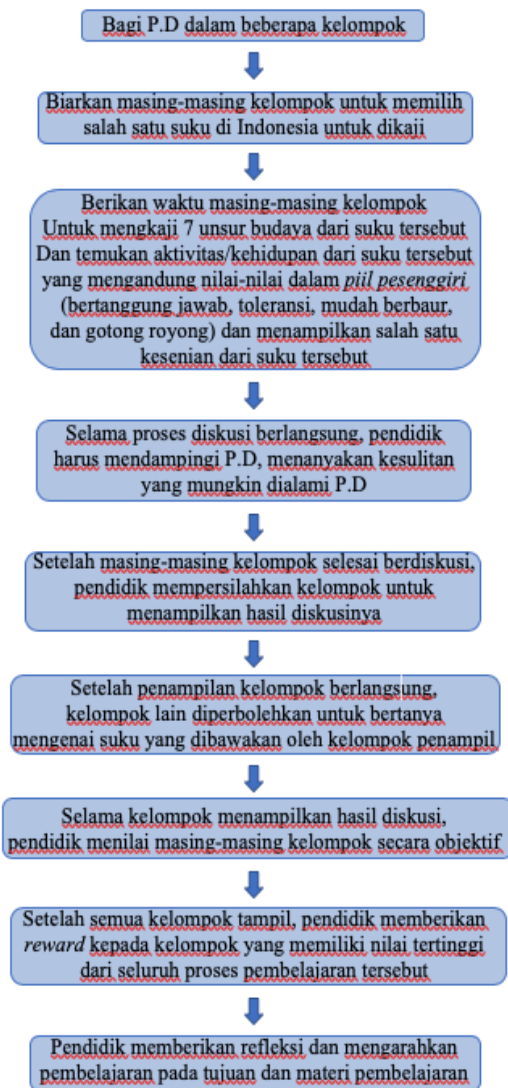 Bagi P.D dalam beberapa kelompok
Biarkan masing-masing kelompok untuk memilih
salah satu suku di Indonesia untuk dikaji
Berikan waktu masing-masing kelompok
Untuk mengkaji 7 unsur budaya dari suku tersebut
Dan temukan aktivitas/kehidupan dari suku tersebut
yang mengandung nilai-nilai dalam piil pesenggiri
(bertanggung jawab, toleransi, mudah berbaur,
dan gotong royong) dan menampilkan salah satu
kesenian dari suku tersebut
Selama proses diskusi berlangsung, pendidik
harus mendampingi P.D, menanyakan kesulitan
yang mungkin dialami P.D
Setelah masing-masing kelompok selesai berdiskusi,
pendidik mempersilahkan kelompok untuk
menampilkan hasil diskusinya
Setelah penampilan kelompok berlangsung,
kelompok lain diperbolehkan untuk bertanya
mengenai suku yang dibawakan oleh kelompok penampil
Selama kelompok menampilkan hasil diskusi,
pendidik menilai masing-masing kelompok secara objektif
Setelah semua kelompok tampil, pendidik memberikan
reward kepada kelompok yang memiliki nilai tertinggi
dari seluruh proses pembelajaran tersebut
Pendidik memberikan refleksi dan mengarahkan
pembelajaran pada tujuan dan materi pembelajaran